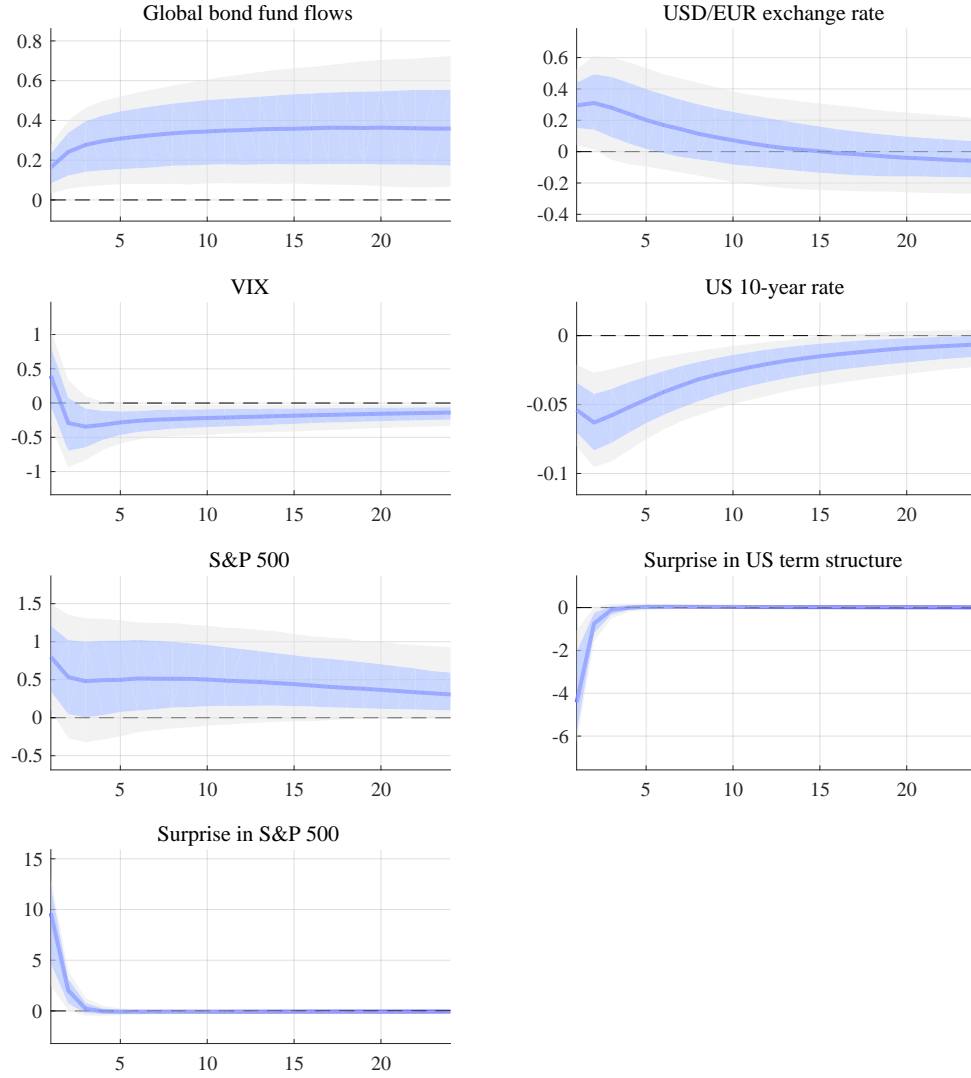 Global bond fund flows
0.8
0.6
0.4
0.2
0
5 10 15 20
USD/EUR exchange rate
0.6
0.4
0.2
0
-0.2
-0.4
5 10 15 20
VIX
1
0.5
0
-0.5
-1
5 10 15 20
US 10-year rate
0
-0.05
-0.1
5 10 15 20
S&P 500
1.5
1
0.5
0
-0.5
5 10 15 20
Surprise in US term structure
0
-2
-4
-6
5 10 15 20
Surprise in S&P 500
15
10
5
0
5 10 15 20